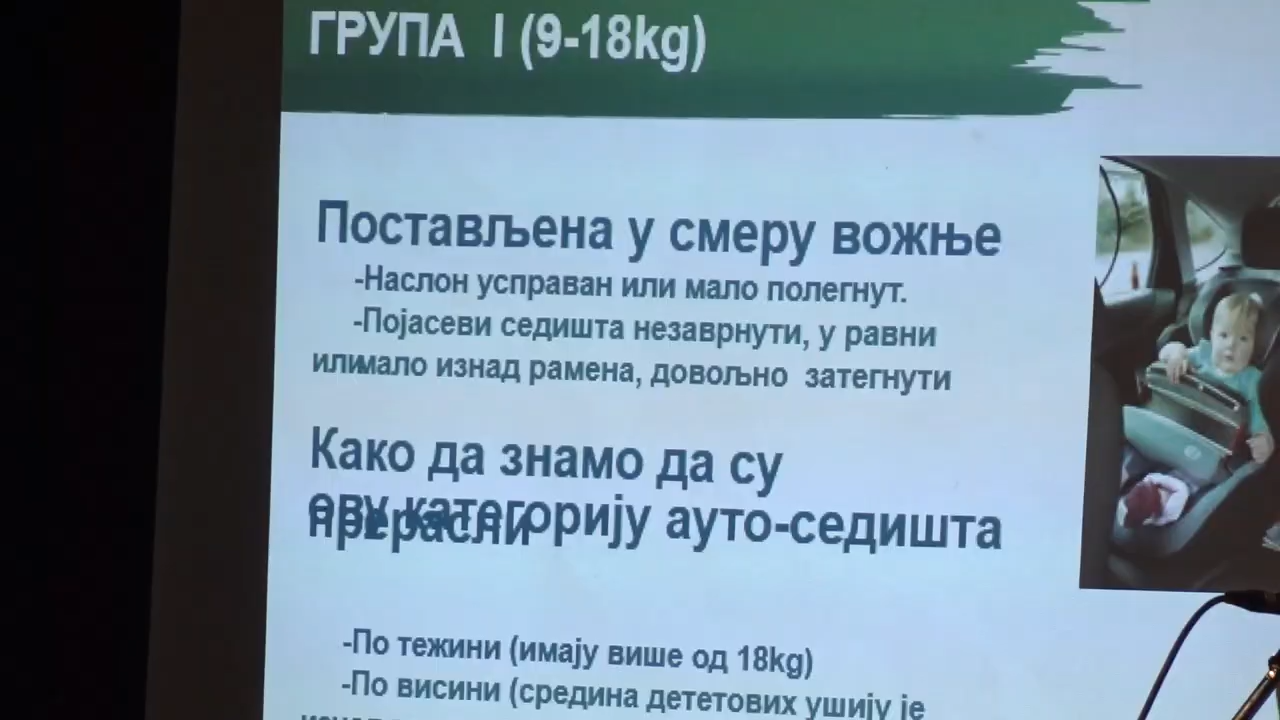 ГРУПА I (9-18kg)
Постављена у смеру вожње
-Наслон усправан или мало полегнут.
-Појасеви седишта незаврнути, у равни
илимало изнад рамена, довољно затегнути
Како да знамо да су
прерасли
ову категорију ауто-седишта
-По тежини (имају више од 18kg)
-По висини (средина дететових ушију је